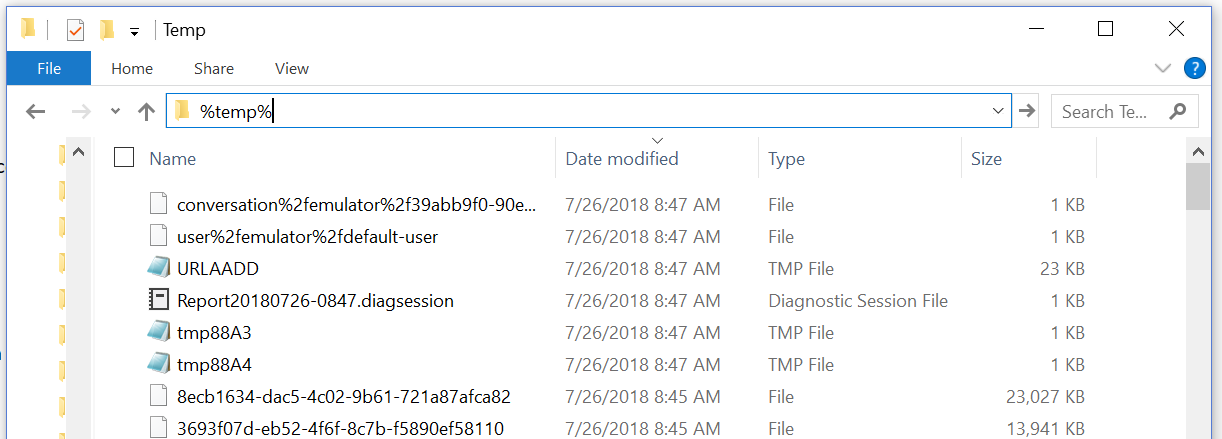 Temp
File Home Share View ?
%temp% Search Te...
Name Date modified Type Size
conversation%2femulator%2f39abb9f0-90e... 7/26/2018 8:47 AM File 1 KB
user%2femulator%2fdefault-user 7/26/2018 8:47 AM File 1 KB
URLAADD 7/26/2018 8:47 AM TMP File 23 KB
Report20180726-0847.diagsession 7/26/2018 8:47 AM Diagnostic Session File 1 KB
tmp88A3 7/26/2018 8:47 AM TMP File 1 KB
tmp88A4 7/26/2018 8:47 AM TMP File 1 KB
8ecb1634-dac5-4c02-9b61-721a87afca82 7/26/2018 8:45 AM File 23,027 KB
3693f07d-eb52-4f6f-8c7b-f5890ef58110 7/26/2018 8:45 AM File 13,941 KB